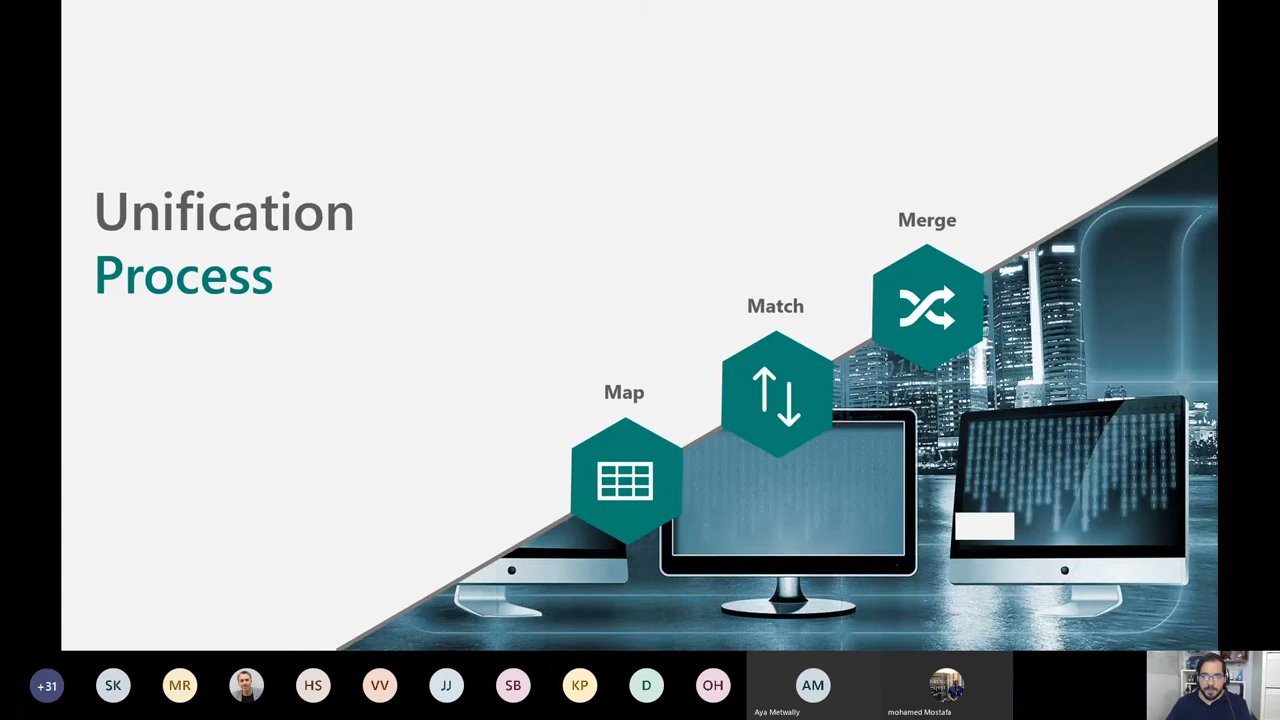 Unification
Process
Merge
Match
Map
+31
SK
MR
HS
VV
JJ
SB
KP
D
OH
AM
Aya Metwally
mohamed Mostafa